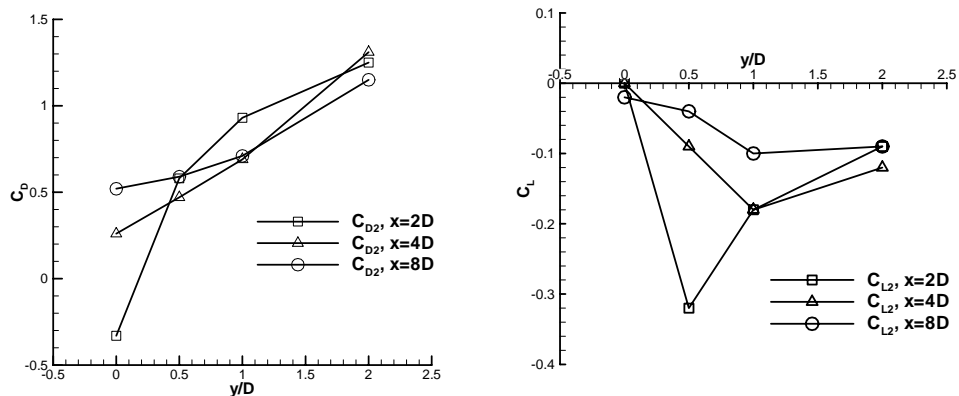 1.5
1
0.5
0
-0.5
C_D
-0.5 0 0.5 1 1.5 2 2.5
y/D
C_D2, x=2D
C_D2, x=4D
C_D2, x=8D
0.1
0
-0.1
-0.2
-0.3
-0.4
C_L
y/D
-0.5 0 0.5 1 1.5 2 2.5
C_L2, x=2D
C_L2, x=4D
C_L2, x=8D